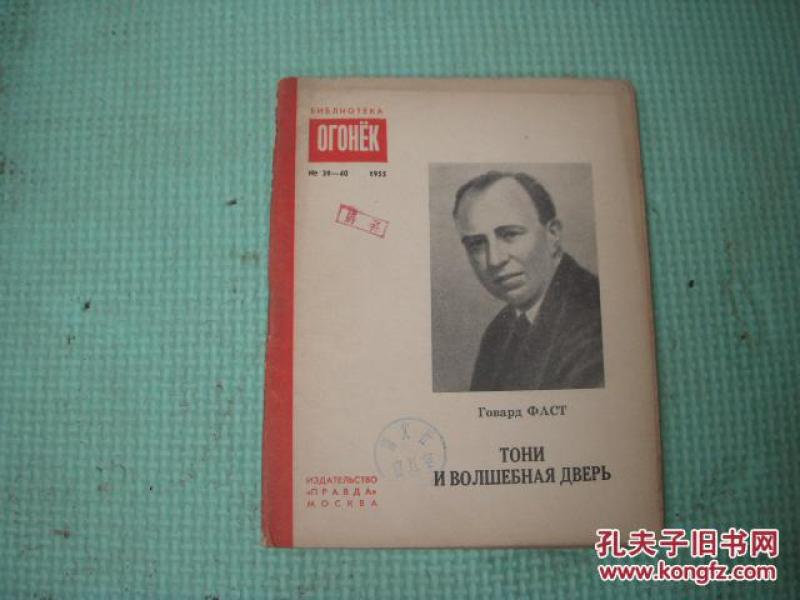 БИБЛИОТЕКА
ОГОНЁК
№ 39—40 1955
Говард ФАСТ
ТОНИ
И ВОЛШЕБНАЯ ДВЕРЬ
ИЗДАТЕЛЬСТВО
«ПРАВДА»
МОСКВА
孔夫子旧书网
www.kongfz.com